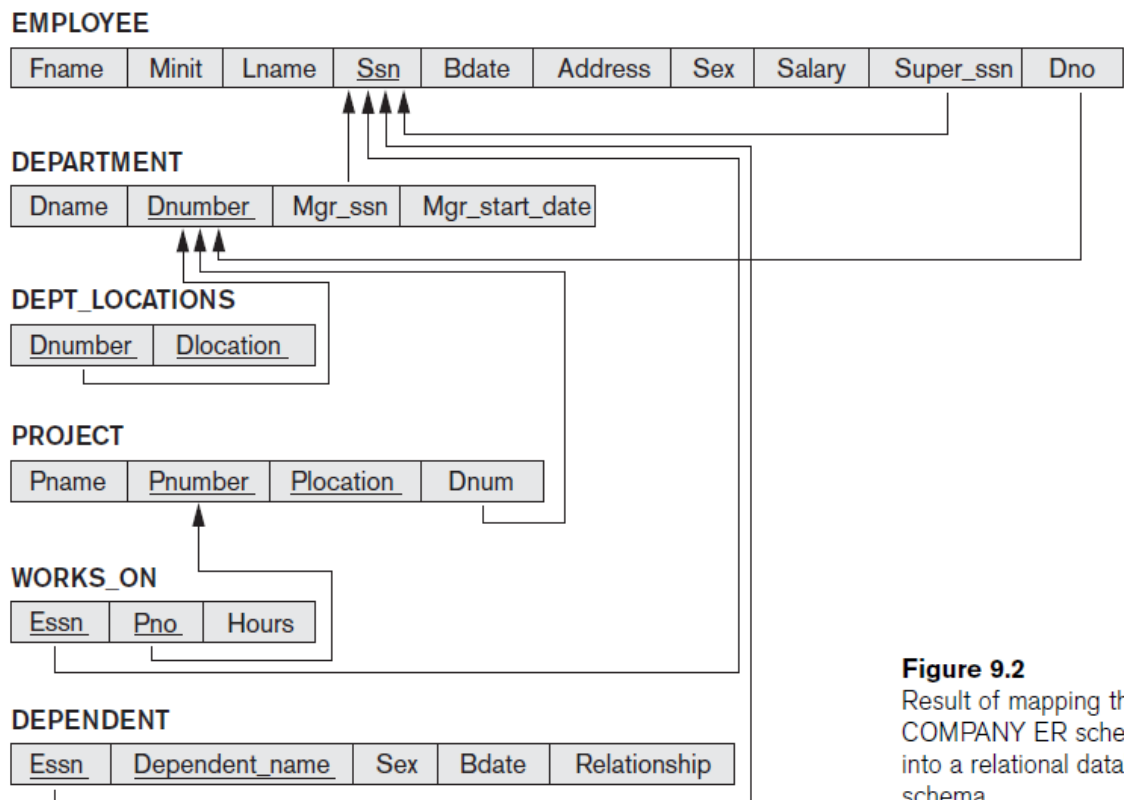 EMPLOYEE
Fname Minit Lname Ssn Bdate Address Sex Salary Super_ssn Dno
DEPARTMENT
Dname Dnumber Mgr_ssn Mgr_start_date
DEPT_LOCATIONS
Dnumber Dlocation
PROJECT
Pname Pnumber Plocation Dnum
WORKS_ON
Essn Pno Hours
DEPENDENT
Essn Dependent_name Sex Bdate Relationship
Figure 9.2
Result of mapping th
COMPANY ER sche
into a relational data
schema